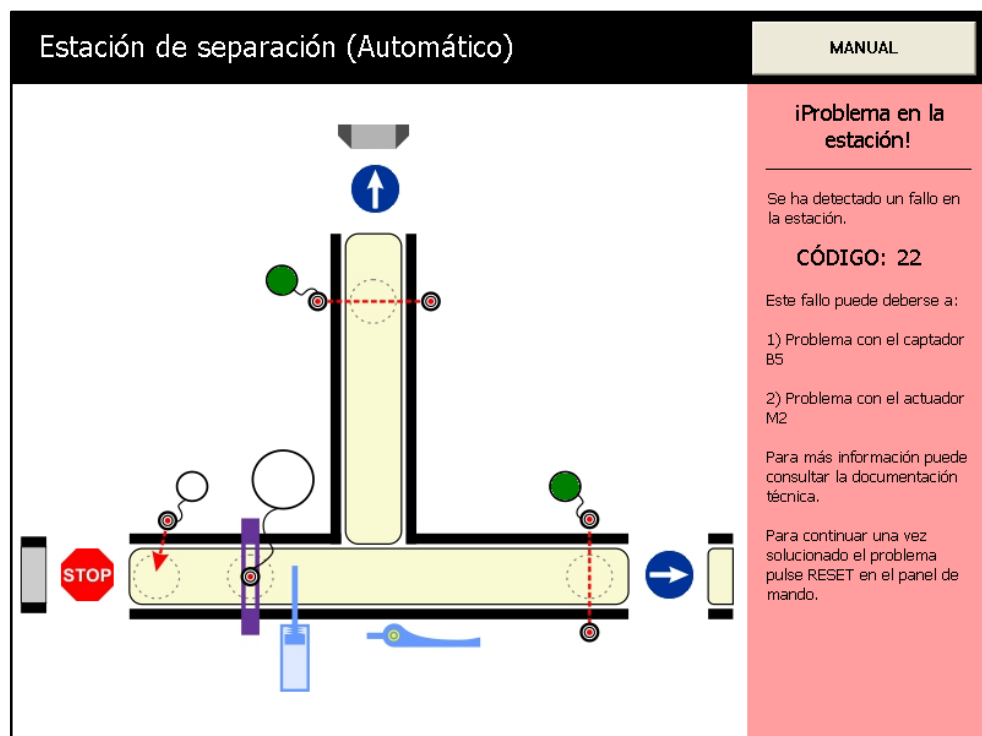 Estación de separación (Automático)
MANUAL
¡Problema en la
estación!
Se ha detectado un fallo en
la estación.
CÓDIGO: 22
Este fallo puede deberse a:
1) Problema con el captador
B5
2) Problema con el actuador
M2
Para más información puede
consultar la documentación
técnica.
Para continuar una vez
solucionado el problema
pulse RESET en el panel de
mando.
STOP